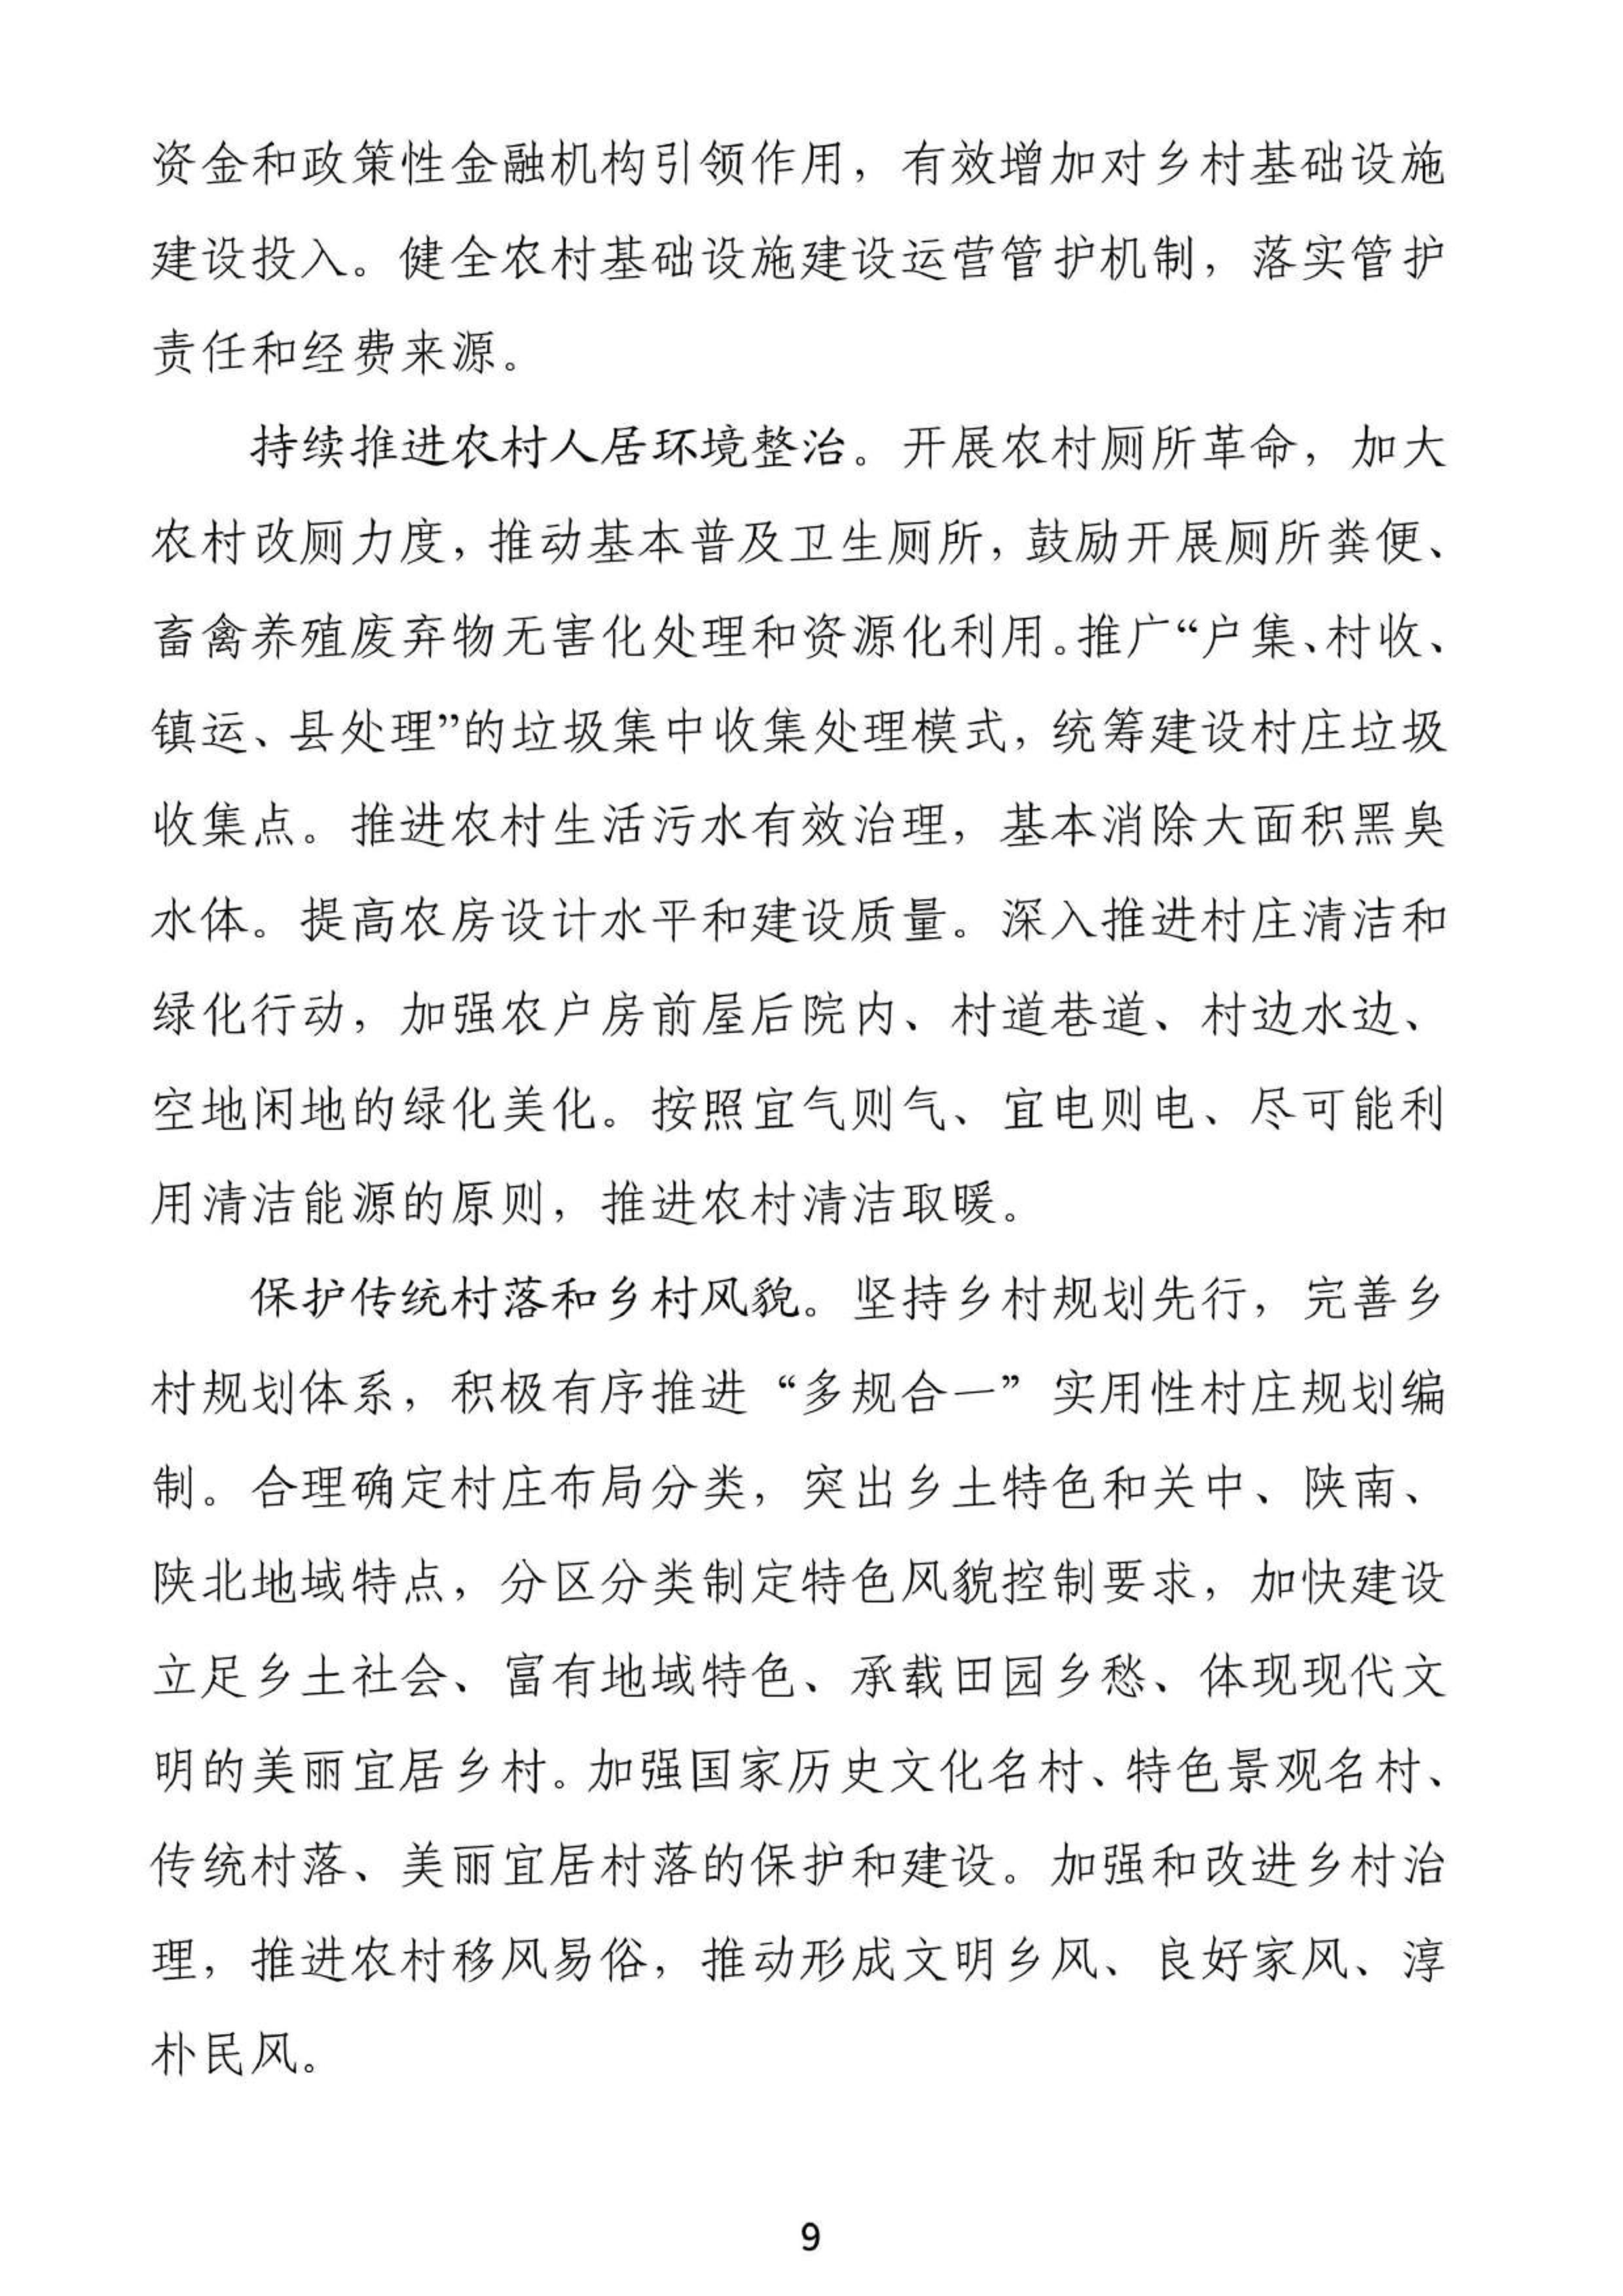 资金和政策性金融机构引领作用，有效增加对乡村基础设施
建设投入。健全农村基础设施建设运营管护机制，落实管护
责任和经费来源。
持续推进农村人居环境整治。开展农村厕所革命，加大
农村改厕力度，推动基本普及卫生厕所，鼓励开展厕所粪便、
畜禽养殖废弃物无害化处理和资源化利用。推广“户集、村收、
镇运、县处理”的垃圾集中收集处理模式，统筹建设村庄垃圾
收集点。推进农村生活污水有效治理，基本消除大面积黑臭
水体。提高农房设计水平和建设质量。深入推进村庄清洁和
绿化行动，加强农户房前屋后院内、村道巷道、村边水边、
空地闲地的绿化美化。按照宜气则气、宜电则电、尽可能利
用清洁能源的原则，推进农村清洁取暖。
保护传统村落和乡村风貌。坚持乡村规划先行，完善乡
村规划体系，积极有序推进“多规合一”实用性村庄规划编
制。合理确定村庄布局分类，突出乡土特色和关中、陕南、
陕北地域特点，分区分类制定特色风貌控制要求，加快建设
立足乡土社会、富有地域特色、承载田园乡愁、体现现代文
明的美丽宜居乡村。加强国家历史文化名村、特色景观名村、
传统村落、美丽宜居村落的保护和建设。加强和改进乡村治
理，推进农村移风易俗，推动形成文明乡风、良好家风、淳
朴民风。
9